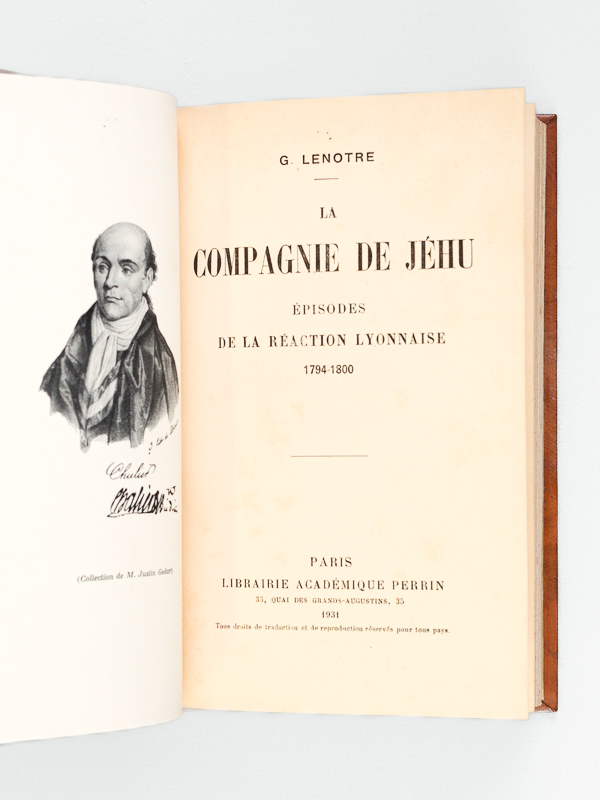 Chalier
(Collection de M. Justin Godart)
G. LENOTRE
LA
COMPAGNIE DE JÉHU
ÉPISODES
DE LA RÉACTION LYONNAISE
1794-1800
PARIS
LIBRAIRIE ACADÉMIQUE PERRIN
35, QUAI DES GRANDS-AUGUSTINS, 35
1931
Tous droits de traduction et de reproduction réservés pour tous pays.